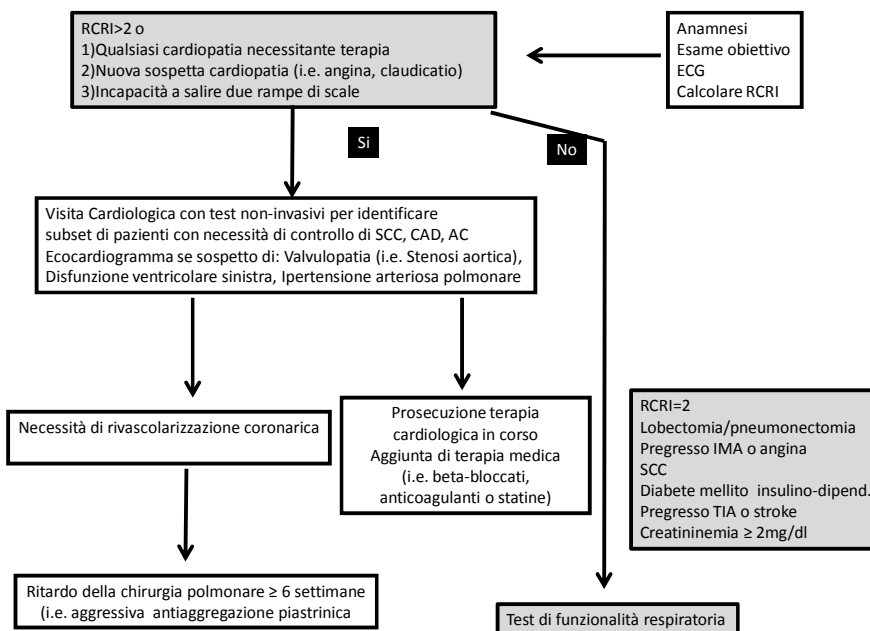 RCRI>2 o
1)Qualsiasi cardiopatia necessitante terapia
2)Nuova sospetta cardiopatia (i.e. angina, claudicatio)
3)Incapacità a salire due rampe di scale
Anamnesi
Esame obiettivo
ECG
Calcolare RCRI
Si
No
Visita Cardiologica con test non-invasivi per identificare
subset di pazienti con necessità di controllo di SCC, CAD, AC
Ecocardiogramma se sospetto di: Valvulopatia (i.e. Stenosi aortica),
Disfunzione ventricolare sinistra, Ipertensione arteriosa polmonare
Necessità di rivascolarizzazione coronarica
Prosecuzione terapia
cardiologica in corso
Aggiunta di terapia medica
(i.e. beta-bloccati,
anticoagulanti o statine)
RCRI=2
Lobectomia/pneumonectomia
Pregresso IMA o angina
SCC
Diabete mellito insulino-dipend.
Pregresso TIA o stroke
Creatininemia ≥ 2mg/dl
Ritardo della chirurgia polmonare ≥ 6 settimane
(i.e. aggressiva antiaggregazione piastrinica
Test di funzionalità respiratoria